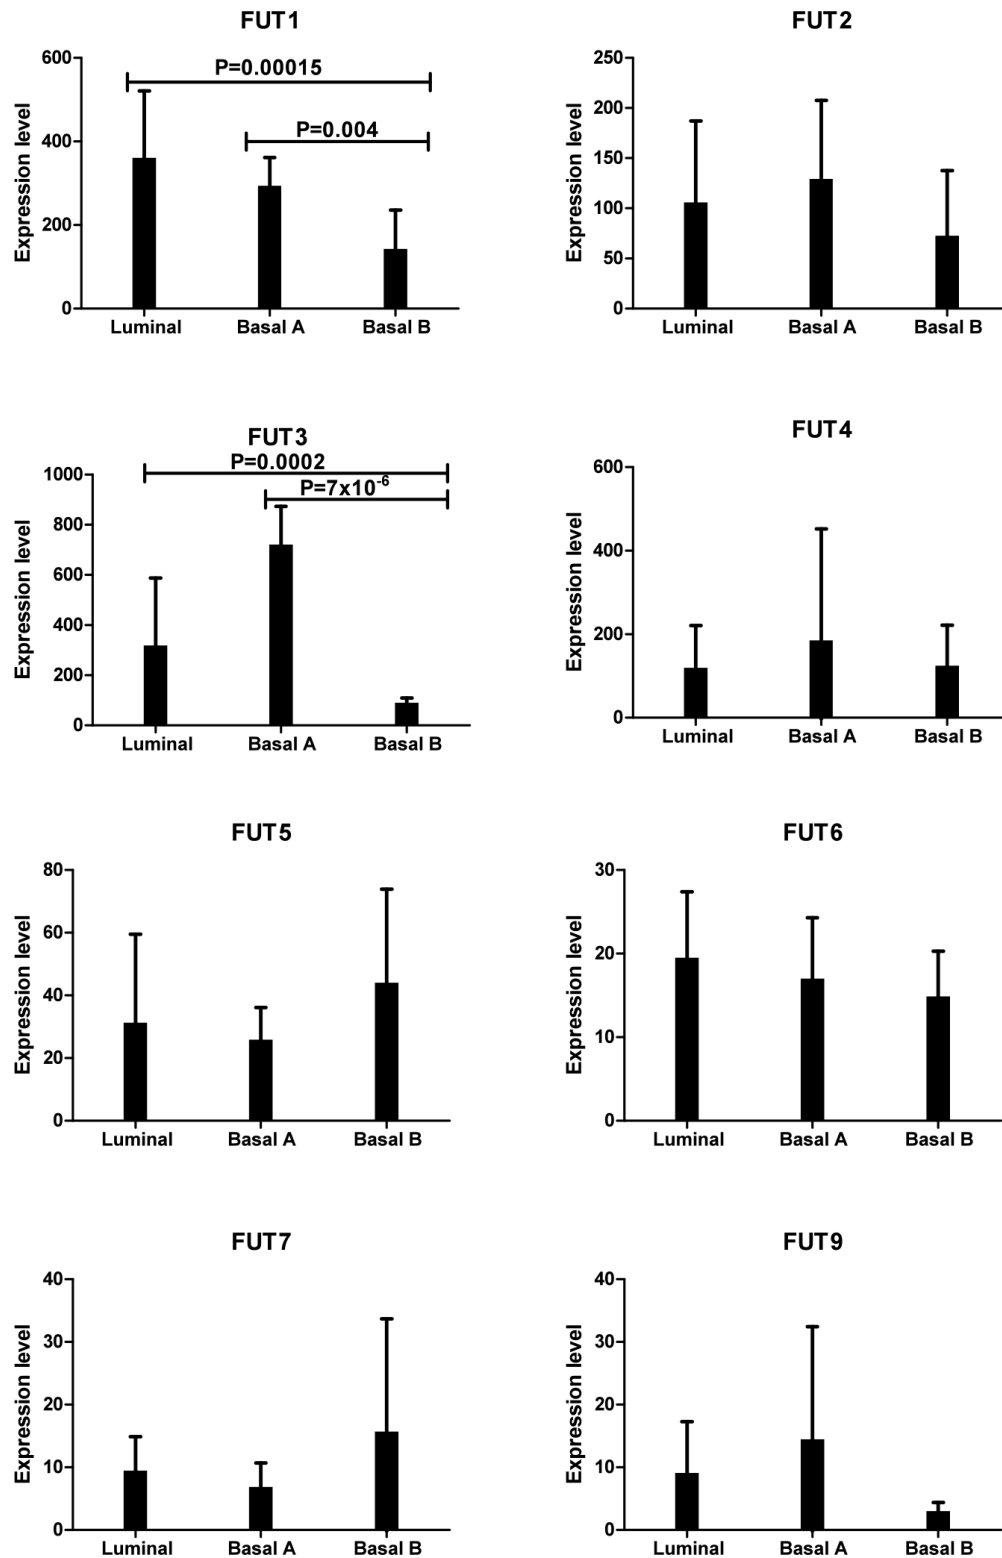 FUT1
Expression level
600
400
200
0
P=0.00015
P=0.004
Luminal Basal A Basal B
FUT2
Expression level
250
200
150
100
50
0
Luminal Basal A Basal B
FUT3
Expression level
1000
800
600
400
200
0
P=0.0002
P=7x10⁻⁶
Luminal Basal A Basal B
FUT4
Expression level
600
400
200
0
Luminal Basal A Basal B
FUT5
Expression level
80
60
40
20
0
Luminal Basal A Basal B
FUT6
Expression level
30
20
10
0
Luminal Basal A Basal B
FUT7
Expression level
40
30
20
10
0
Luminal Basal A Basal B
FUT9
Expression level
40
30
20
10
0
Luminal Basal A Basal B